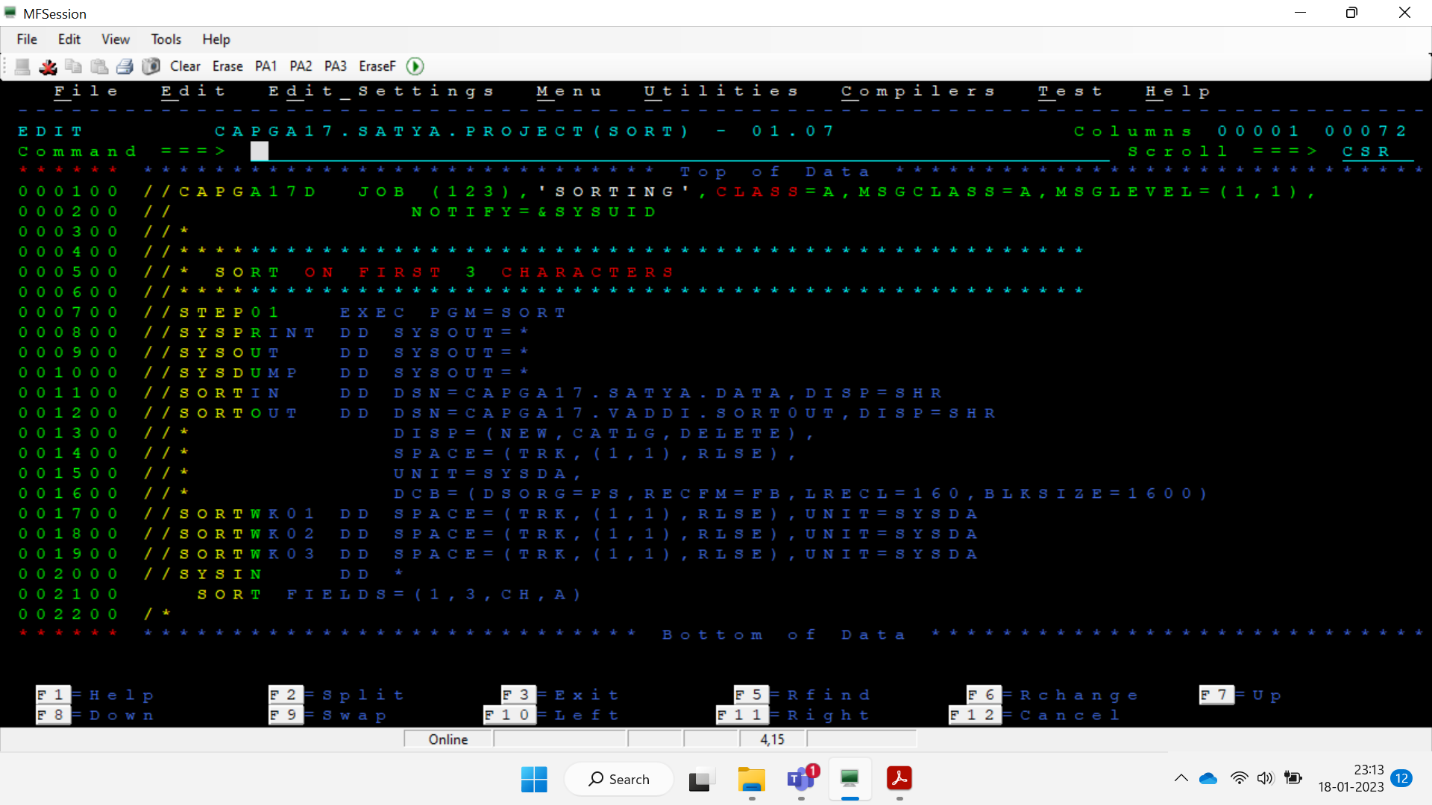 MFSession
File Edit View Tools Help
Clear Erase PA1 PA2 PA3 EraseF
File Edit Edit_Settings Menu Utilities Compilers Test Help
EDIT CAPGA17.SATYA.PROJECT(SORT) - 01.07 Columns 00001 00072
Command ===> Scroll ===> CSR
****** **************************** Top of Data ******************************
000100 //CAPGA17D JOB (123),'SORTING',CLASS=A,MSGCLASS=A,MSGLEVEL=(1,1),
000200 // NOTIFY=&SYSUID
000300 //*
000400 //***************************************************
000500 //* SORT ON FIRST 3 CHARACTERS
000600 //***************************************************
000700 //STEP01 EXEC PGM=SORT
000800 //SYSPRINT DD SYSOUT=*
000900 //SYSOUT DD SYSOUT=*
001000 //SYSDUMP DD SYSOUT=*
001100 //SORTIN DD DSN=CAPGA17.SATYA.DATA,DISP=SHR
001200 //SORTOUT DD DSN=CAPGA17.VADDI.SORTOUT,DISP=SHR
001300 //* DISP=(NEW,CATLG,DELETE),
001400 //* SPACE=(TRK,(1,1),RLSE),
001500 //* UNIT=SYSDA,
001600 //* DCB=(DSORG=PS,RECFM=FB,LRECL=160,BLKSIZE=1600)
001700 //SORTWK01 DD SPACE=(TRK,(1,1),RLSE),UNIT=SYSDA
001800 //SORTWK02 DD SPACE=(TRK,(1,1),RLSE),UNIT=SYSDA
001900 //SORTWK03 DD SPACE=(TRK,(1,1),RLSE),UNIT=SYSDA
002000 //SYSIN DD *
002100 SORT FIELDS=(1,3,CH,A)
002200 /*
****** **************************** Bottom of Data ****************************
F1=Help F2=Split F3=Exit F5=Rfind F6=Rchange F7=Up
F8=Down F9=Swap F10=Left F11=Right F12=Cancel
Online 4,15
Search 1 23:13
18-01-2023 12